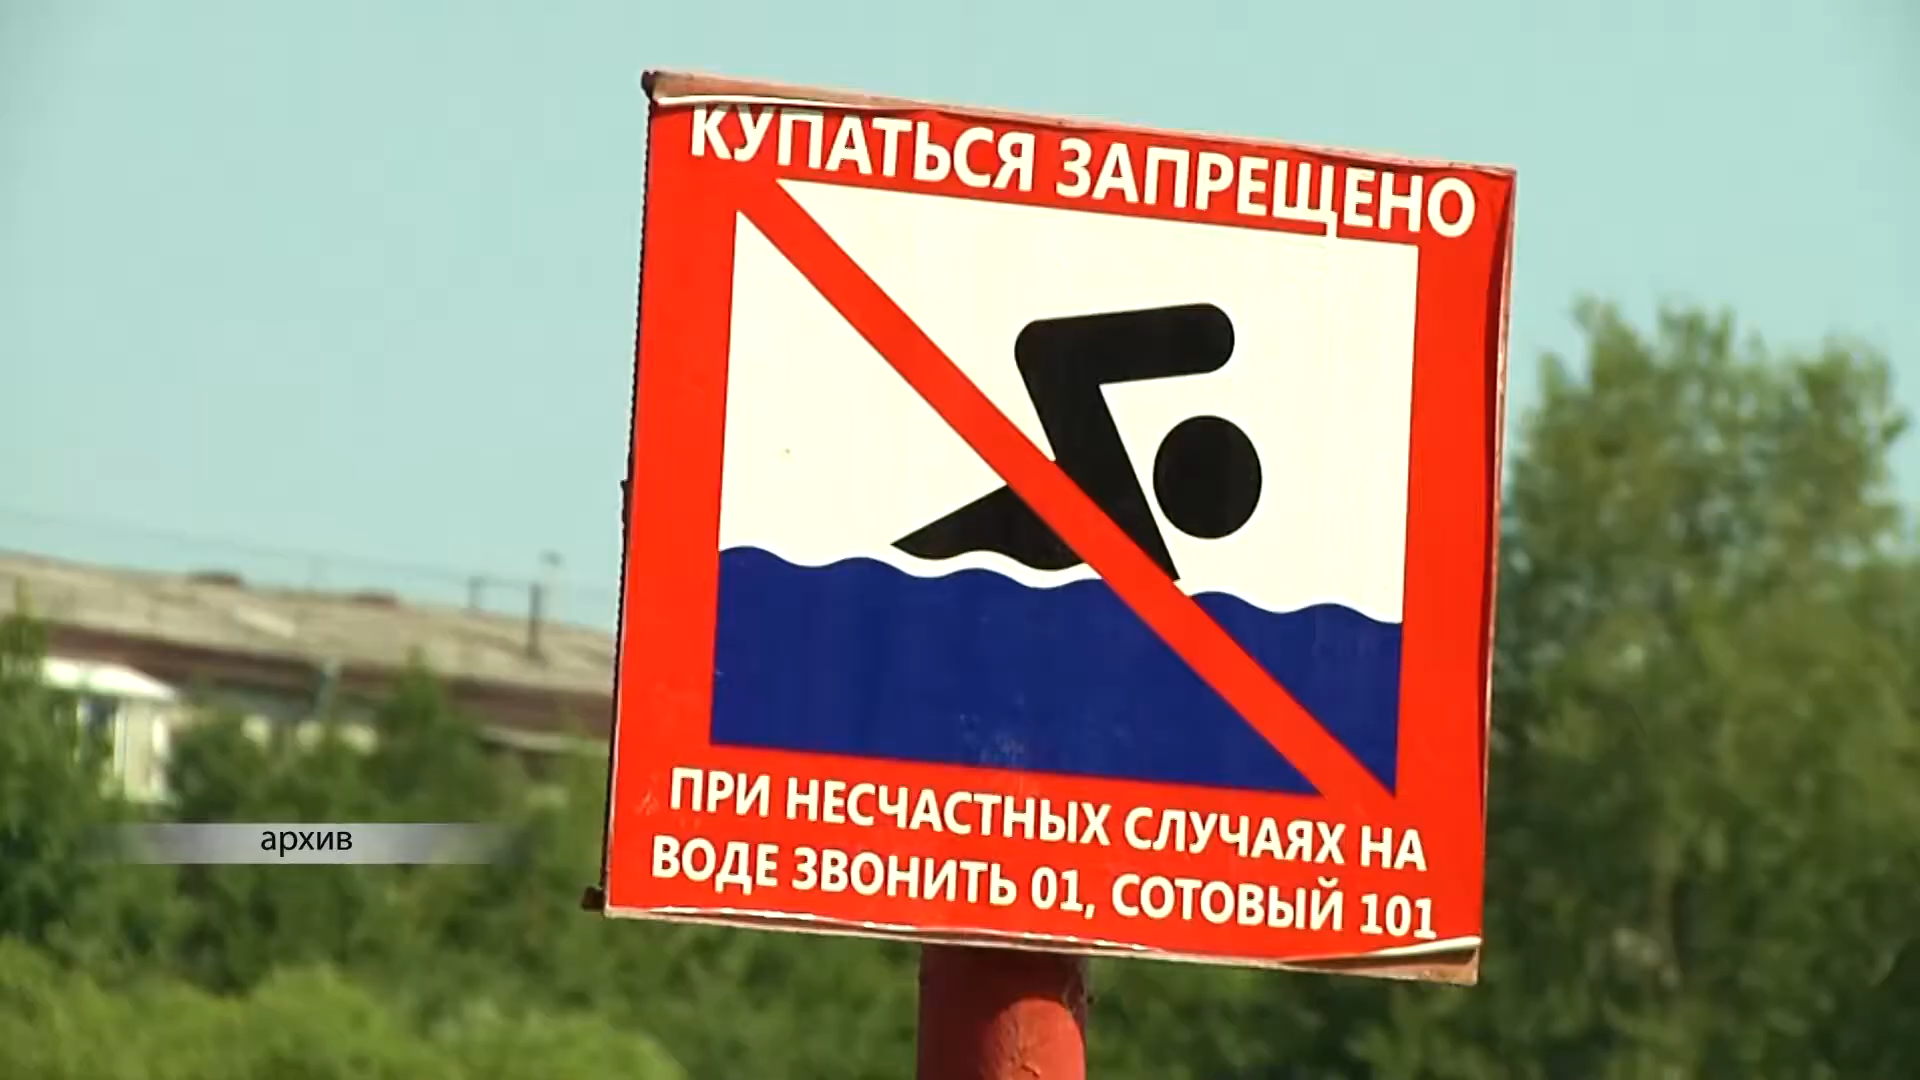 КУПАТЬСЯ ЗАПРЕЩЕНО
ПРИ НЕСЧАСТНЫХ СЛУЧАЯХ НА
ВОДЕ ЗВОНИТЬ 01, СОТОВЫЙ 101
архив